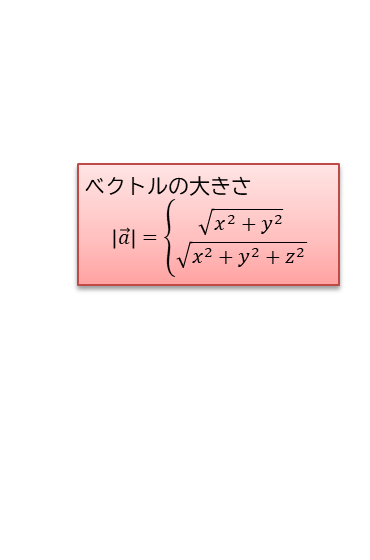 ベクトルの大きさ
|a⃗| = {
√(x² + y²)
√(x² + y² + z²)